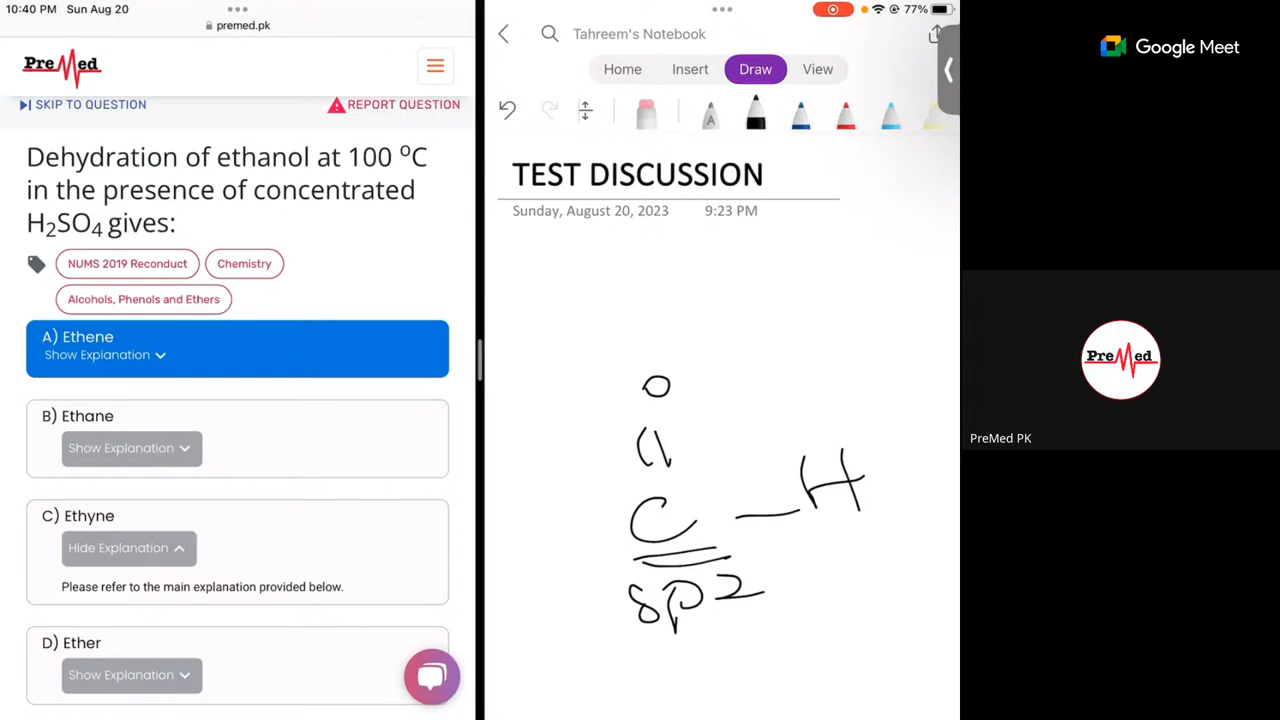 10:40 PM Sun Aug 20
premed.pk
PreMed
SKIP TO QUESTION
REPORT QUESTION
Dehydration of ethanol at 100 °C
in the presence of concentrated
H₂SO₄ gives:
NUMS 2019 Reconduct
Chemistry
Alcohols, Phenols and Ethers
A) Ethene
Show Explanation
B) Ethane
Show Explanation
C) Ethyne
Hide Explanation
Please refer to the main explanation provided below.
D) Ether
Show Explanation
77%
Tahreem's Notebook
Home Insert Draw View
A
TEST DISCUSSION
Sunday, August 20, 2023 9:23 PM
O
C — H
sp2
Google Meet
PreMed
PreMed PK